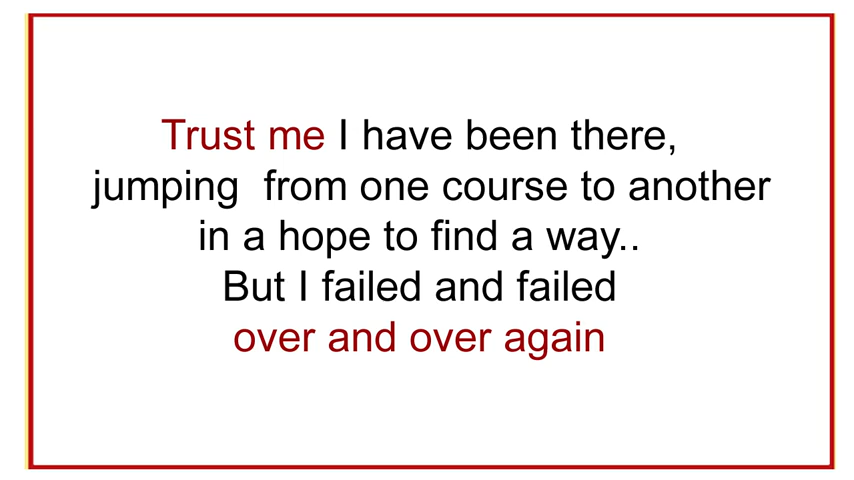 Trust me I have been there,
jumping  from one course to another
in a hope to find a way..
But I failed and failed
over and over again